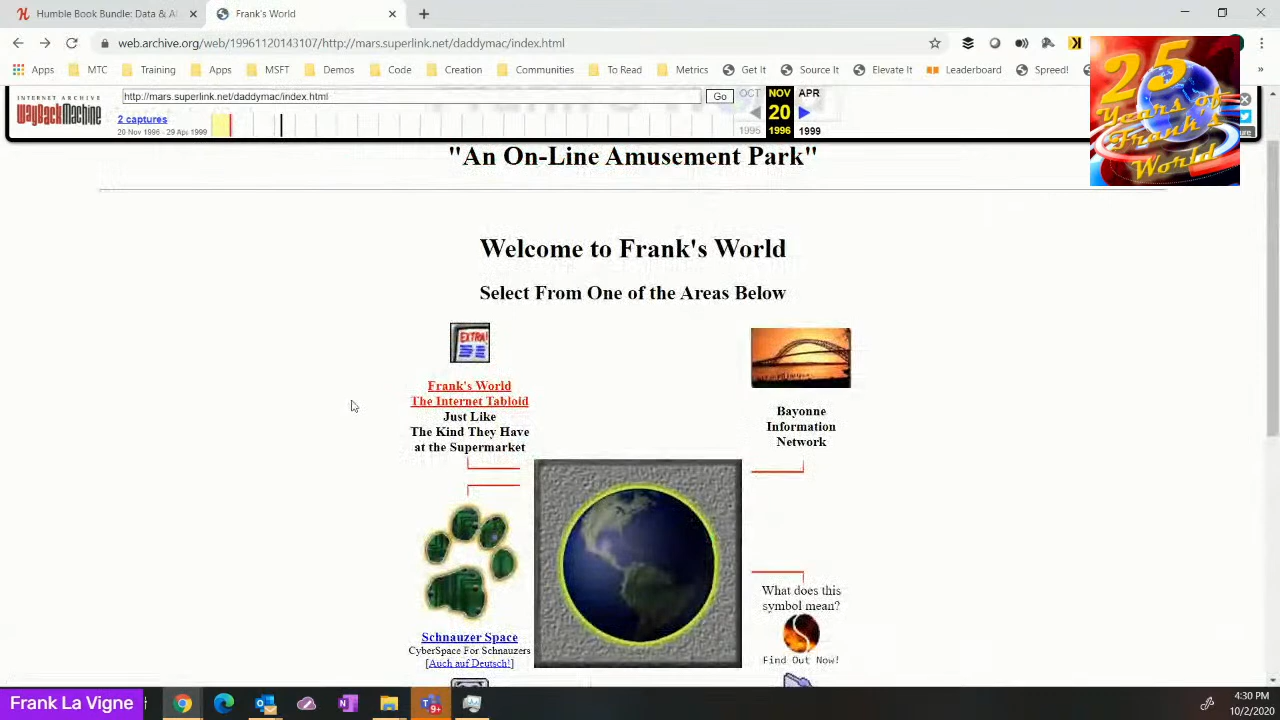 Humble Book Bundle: Data & AI
Frank's World
web.archive.org/web/19961120143107/http://mars.superlink.net/daddymac/index.html
Apps
MTC
Training
Apps
MSFT
Demos
Codes
Creation
Communities
To Read
Metrics
Get It
Source It
Elevate It
Leaderboard
Speed!
25
Years of
Frank's
World
INTERNET ARCHIVE
WayBackMachine
http://mars.superlink.net/daddymac/index.html
Go
OCT
NOV
APR
2 captures
20
20 Nov 1996 - 29 Apr 1999
1995
1996
1999
"An On-Line Amusement Park"
Welcome to Frank's World
Select From One of the Areas Below
EXTRA!
Frank's World
The Internet Tabloid
Just Like
The Kind They Have
at the Supermarket
Bayonne
Information
Network
What does this
symbol mean?
Find Out Now!
Schnauzer Space
CyberSpace For Schnauzers
[Auch auf Deutsch!]
Frank La Vigne
9+
4:30 PM
10/2/2020